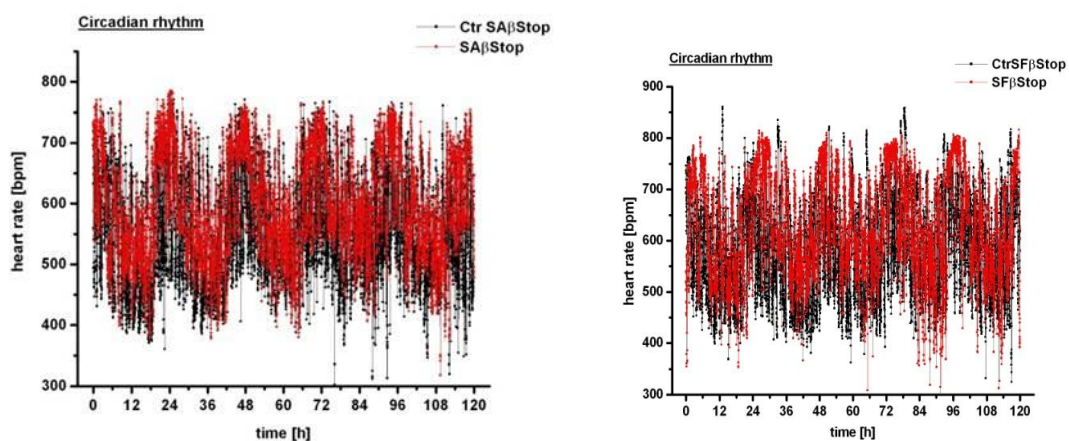 Circadian rhythm
Ctr SAβStop
SAβStop
800
700
600
500
400
300
heart rate [bpm]
0 12 24 36 48 60 72 84 96 108 120
time [h]
Circadian rhythm
CtrSFβStop
SFβStop
900
800
700
600
500
400
300
heart rate [bpm]
0 12 24 36 48 60 72 84 96 108 120
time [h]